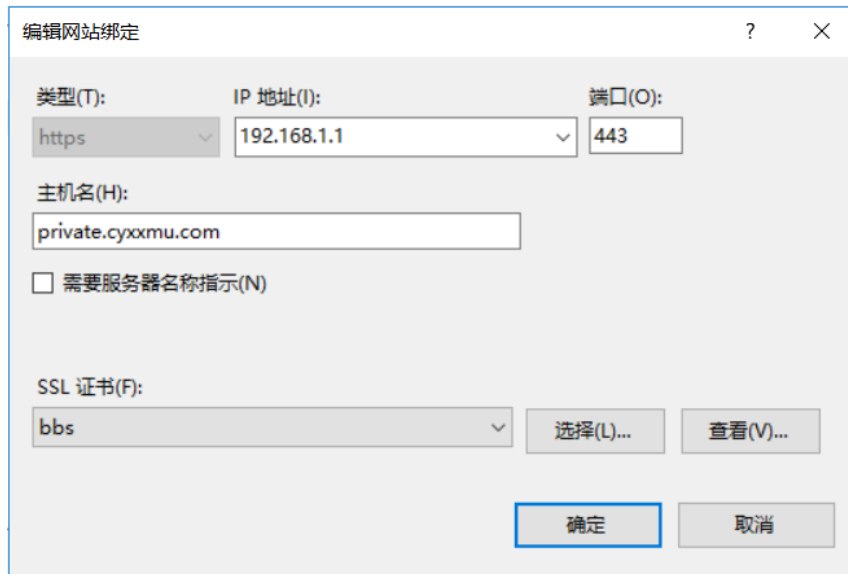 编辑网站绑定 ?
类型(T): IP 地址(I): 端口(O):
https 192.168.1.1 443
主机名(H):
private.cyxxmu.com
需要服务器名称指示(N)
SSL 证书(F):
bbs 选择(L)... 查看(V)...
确定 取消